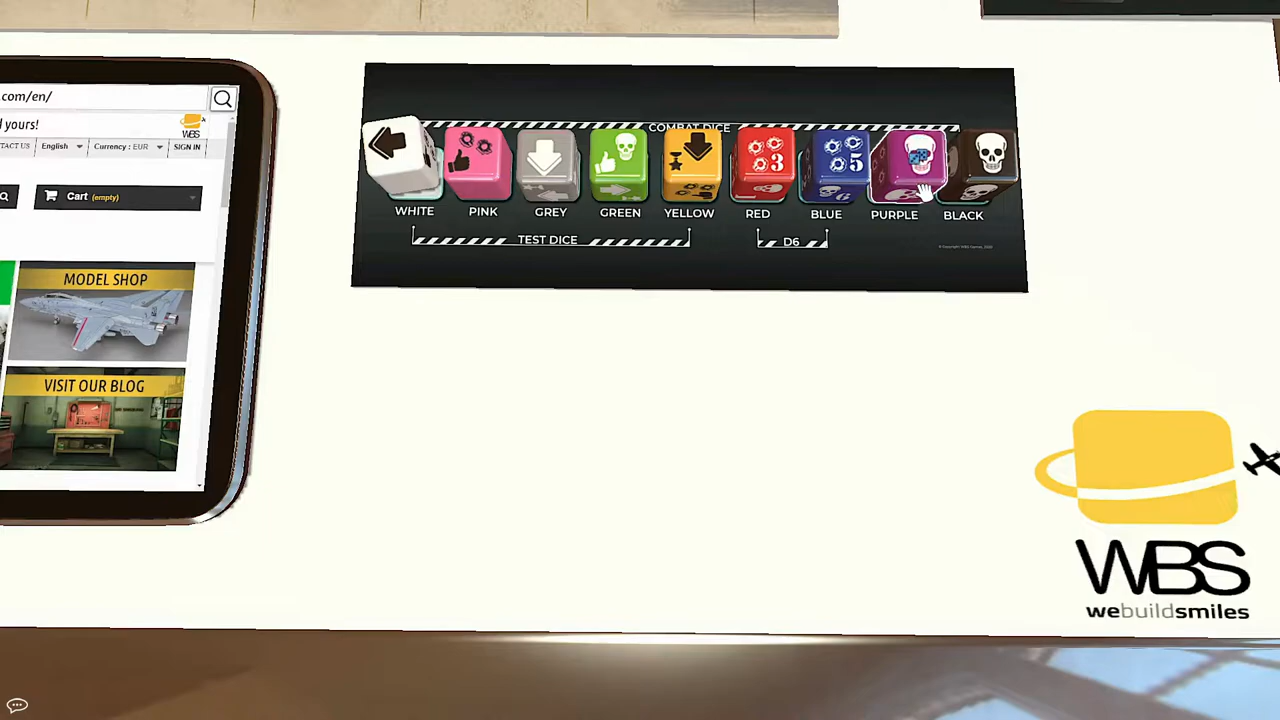 .com/en/
d yours!
WBS
TACT US English Currency : EUR SIGN IN
Cart (empty)
MODEL SHOP
VISIT OUR BLOG
COMBAT DICE
3
5
6
WHITE PINK GREY GREEN YELLOW RED BLUE PURPLE BLACK
TEST DICE
D6
WBS
webuildsmiles